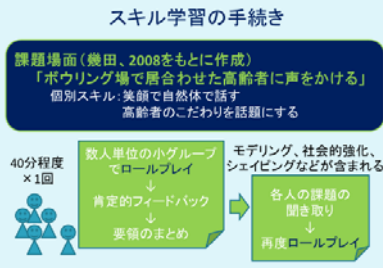 スキル学習の手続き
課題場面(幾田、2008をもとに作成)
「ボウリング場で居合わせた高齢者に声をかける」
個別スキル:笑顔で自然体で話す
高齢者のこだわりを話題にする
40分程度
×1回
数人単位の小グループ
でロールプレイ
↓
肯定的フィードバック
↓
要領のまとめ
モデリング、社会的強化、
シェイピングなどが含まれる
各人の課題の
聞き取り
↓
再度ロールプレイ